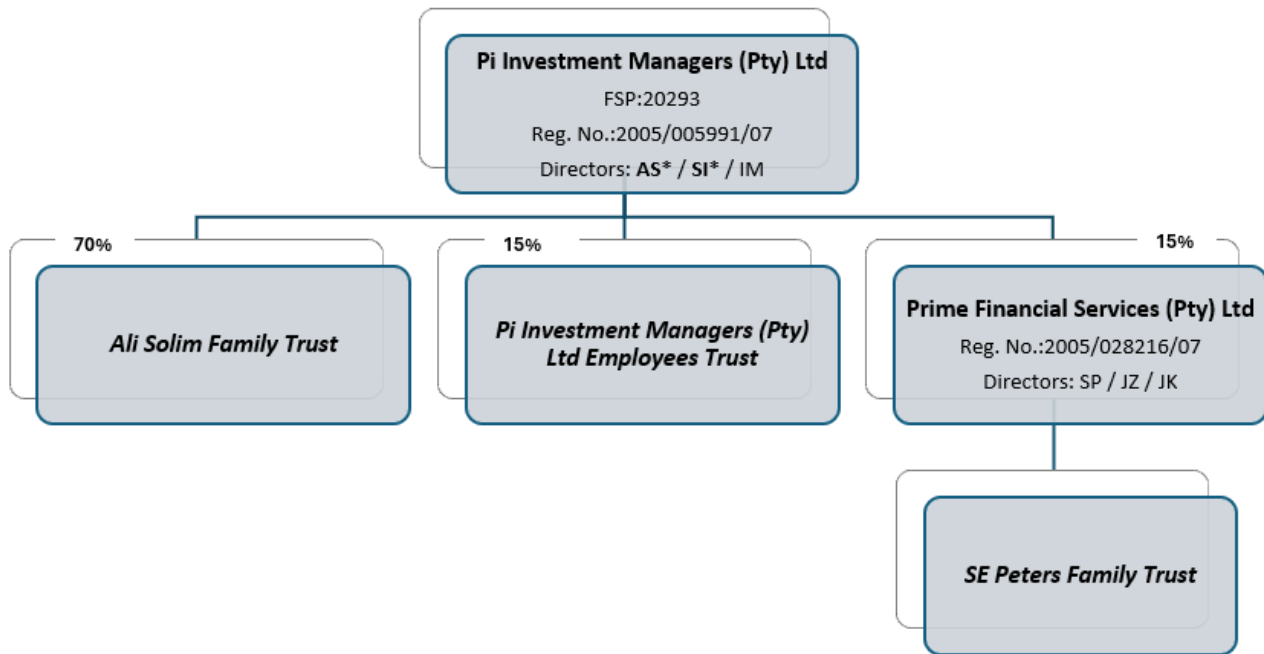 Pi Investment Managers (Pty) Ltd
FSP:20293
Reg. No.:2005/005991/07
Directors: AS* / SI* / IM
70%
Ali Solim Family Trust
15%
Pi Investment Managers (Pty)
Ltd Employees Trust
15%
Prime Financial Services (Pty) Ltd
Reg. No.:2005/028216/07
Directors: SP / JZ / JK
SE Peters Family Trust